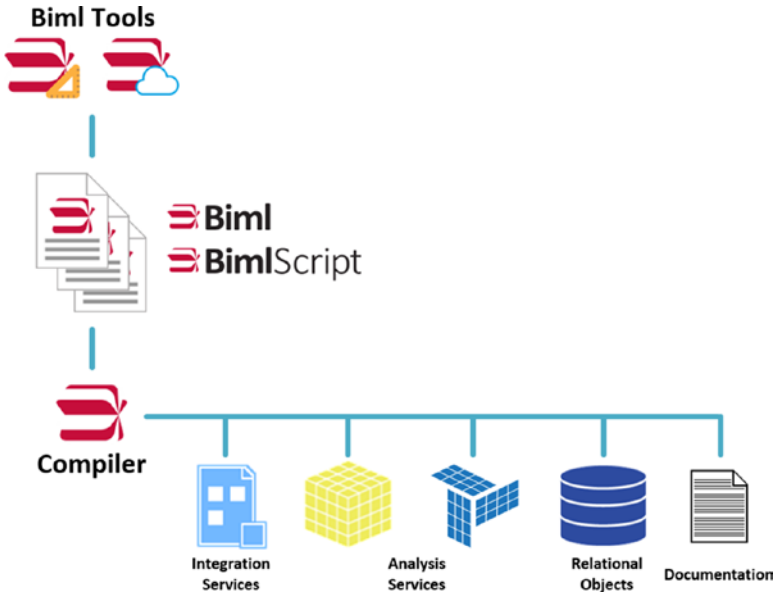 Biml Tools
Biml
BimlScript
Compiler
Integration
Services
Analysis
Services
Relational
Objects
Documentation